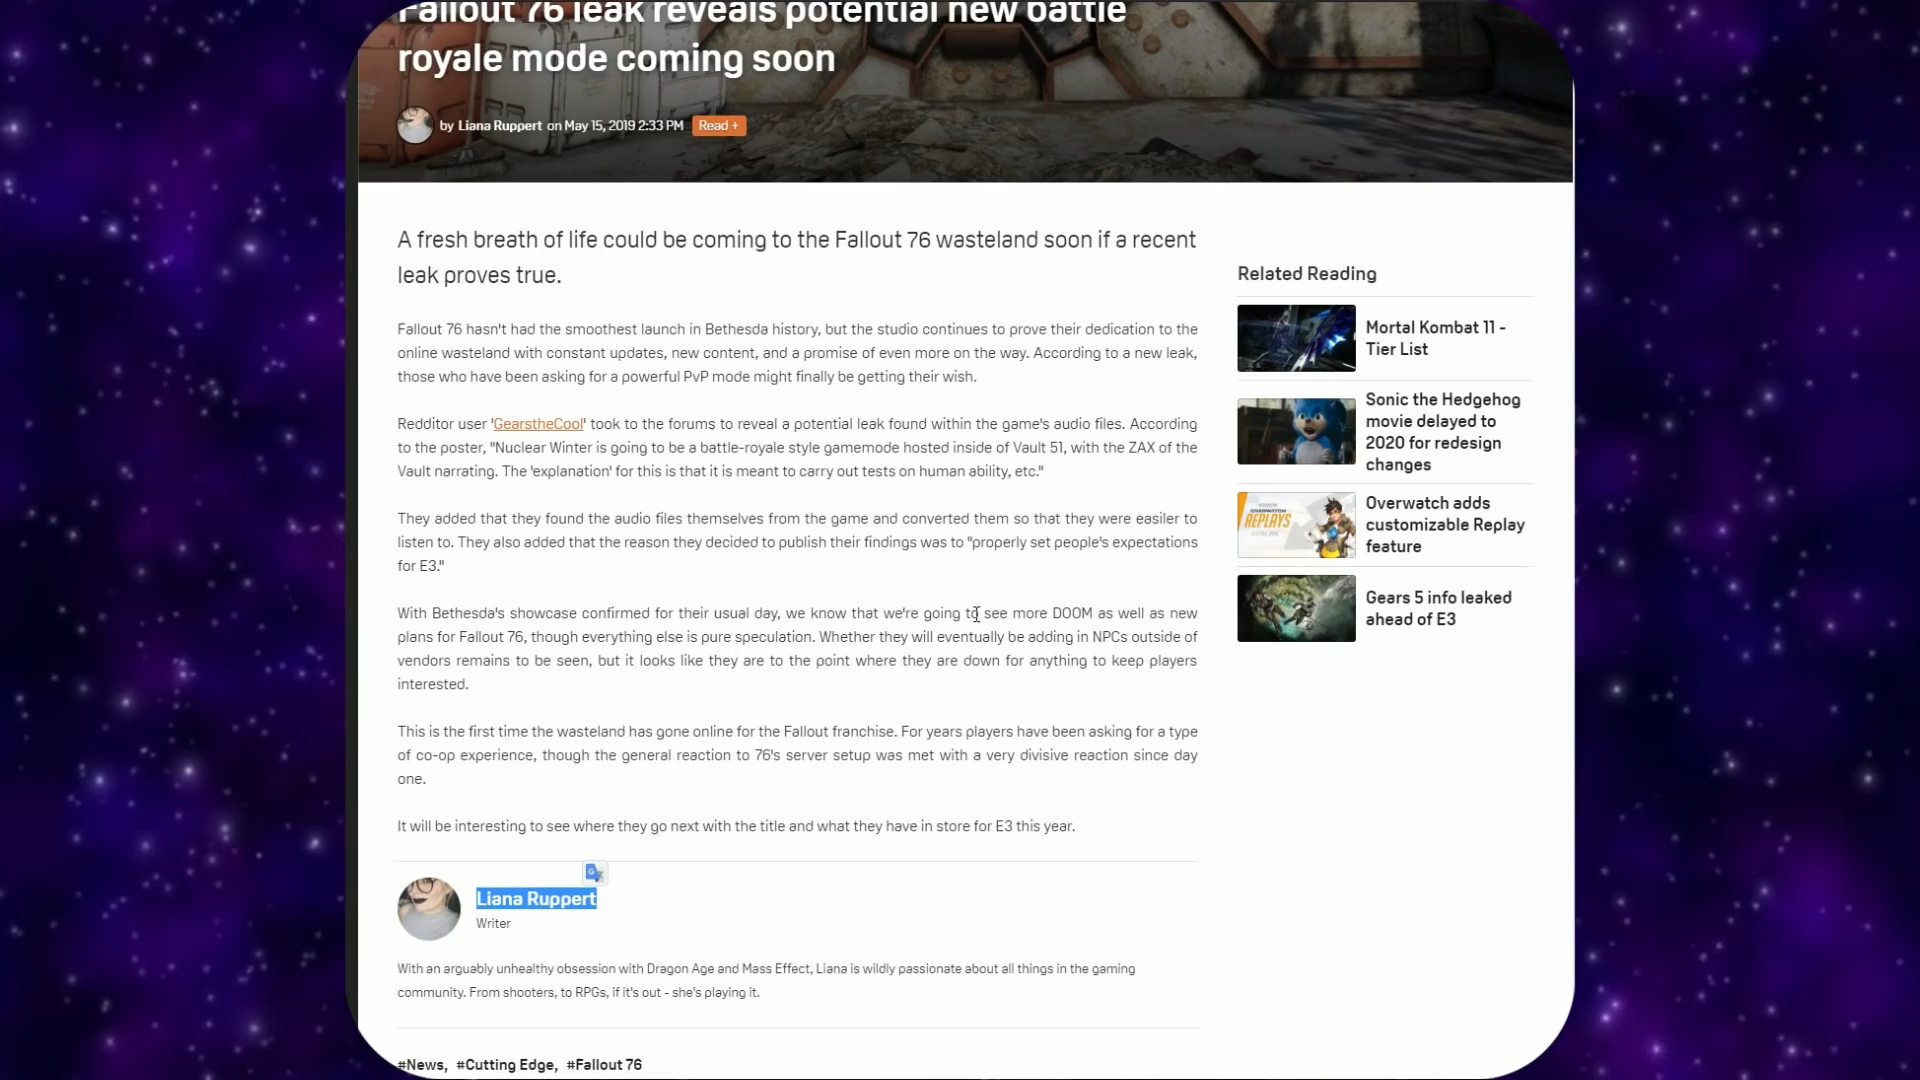 Fallout 76 leak reveals potential new battle
royale mode coming soon
by Liana Ruppert on May 15, 2019 2:33 PM Read +
A fresh breath of life could be coming to the Fallout 76 wasteland soon if a recent
leak proves true.
Fallout 76 hasn't had the smoothest launch in Bethesda history, but the studio continues to prove their dedication to the
online wasteland with constant updates, new content, and a promise of even more on the way. According to a new leak,
those who have been asking for a powerful PvP mode might finally be getting their wish.
Redditor user 'GearstheCool' took to the forums to reveal a potential leak found within the game's audio files. According
to the poster, "Nuclear Winter is going to be a battle-royale style gamemode hosted inside of Vault 51, with the ZAX of the
Vault narrating. The 'explanation' for this is that it is meant to carry out tests on human ability, etc."
They added that they found the audio files themselves from the game and converted them so that they were easier to
listen to. They also added that the reason they decided to publish their findings was to "properly set people's expectations
for E3."
With Bethesda's showcase confirmed for their usual day, we know that we're going to see more DOOM as well as new
plans for Fallout 76, though everything else is pure speculation. Whether they will eventually be adding in NPCs outside of
vendors remains to be seen, but it looks like they are to the point where they are down for anything to keep players
interested.
This is the first time the wasteland has gone online for the Fallout franchise. For years players have been asking for a type
of co-op experience, though the general reaction to 76's server setup was met with a very divisive reaction since day
one.
It will be interesting to see where they go next with the title and what they have in store for E3 this year.
Liana Ruppert
Writer
With an arguably unhealthy obsession with Dragon Age and Mass Effect, Liana is wildly passionate about all things in the gaming
community. From shooters, to RPGs, if it's out - she's playing it.
#News, #Cutting Edge, #Fallout 76
Related Reading
Mortal Kombat 11 -
Tier List
Sonic the Hedgehog
movie delayed to
2020 for redesign
changes
OVERWATCH
REPLAYS
Overwatch adds
customizable Replay
feature
Gears 5 info leaked
ahead of E3